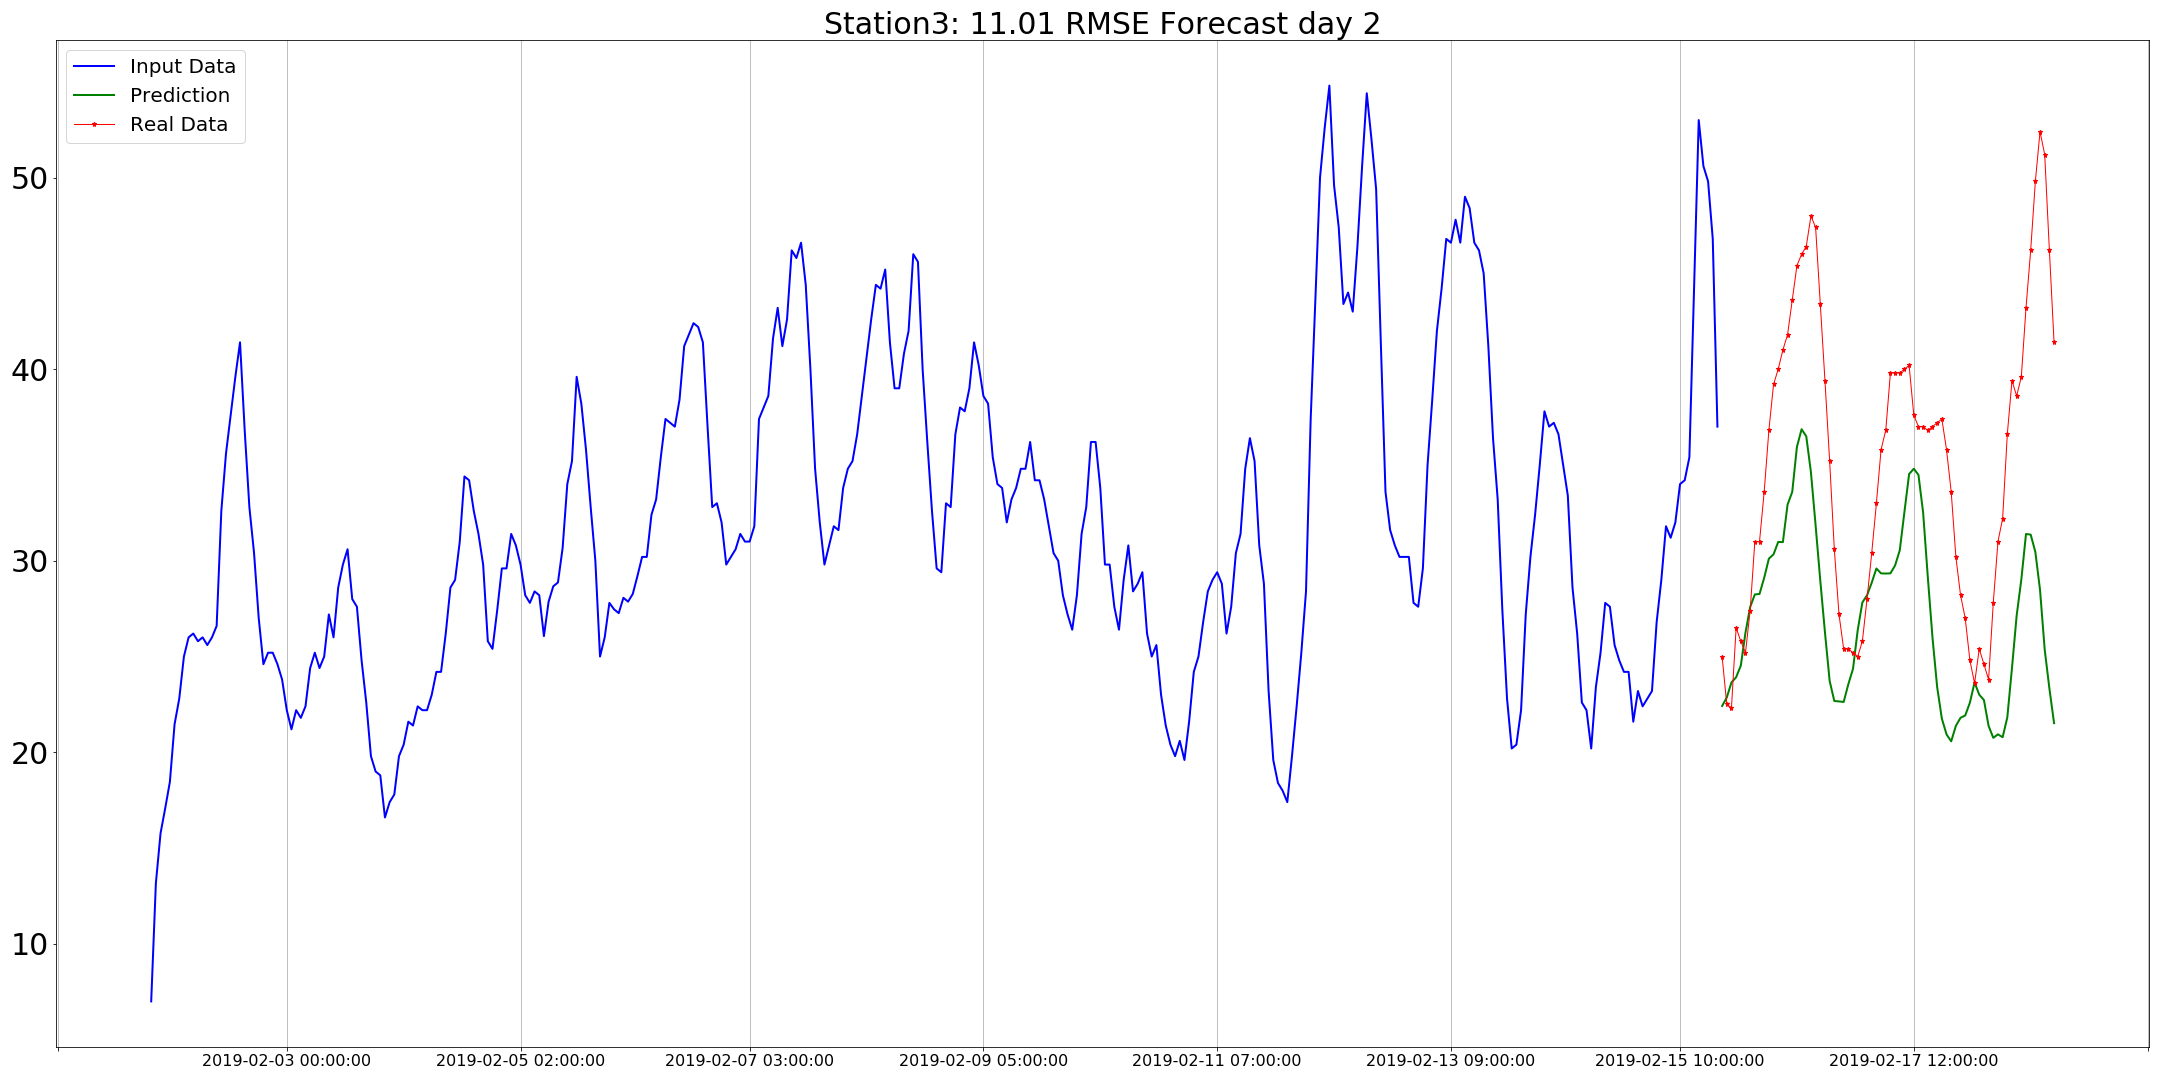 Station3: 11.01 RMSE Forecast day 2
Input Data
Prediction
Real Data
50
40
30
20
10
2019-02-03 00:00:00 2019-02-05 02:00:00 2019-02-07 03:00:00 2019-02-09 05:00:00 2019-02-11 07:00:00 2019-02-13 09:00:00 2019-02-15 10:00:00 2019-02-17 12:00:00